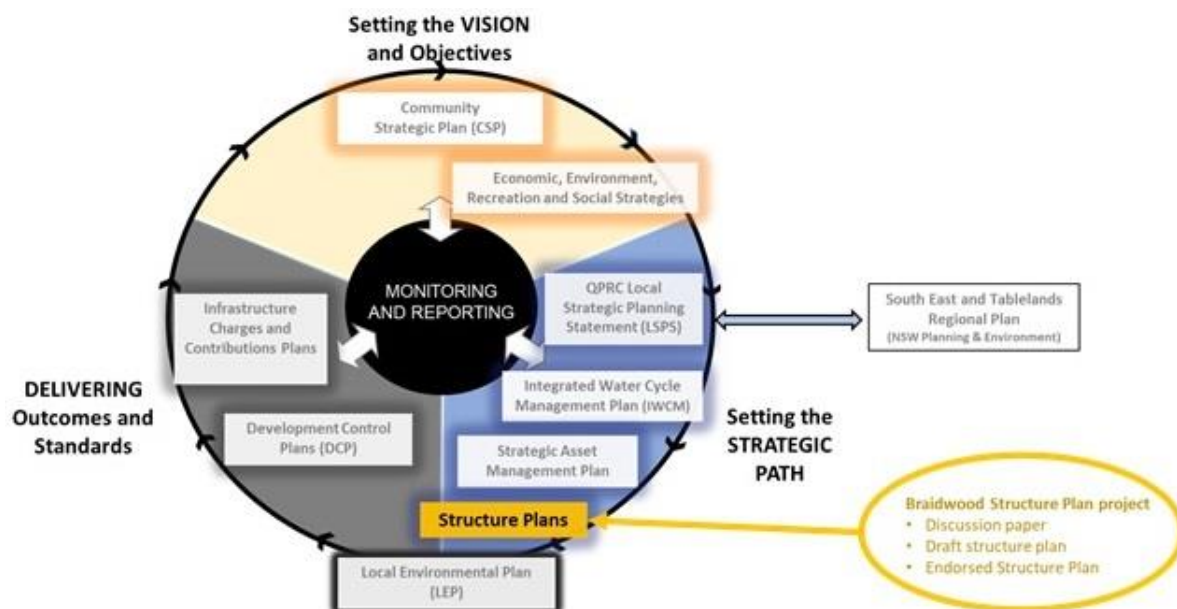 Setting the VISION
and Objectives
Community
Strategic Plan (CSP)
Economic, Environment,
Recreation and Social Strategies
MONITORING
AND REPORTING
QPRC Local
Strategic Planning
Statement (LSPS)
South East and Tablelands
Regional Plan
(NSW Planning & Environment)
Infrastructure
Charges and
Contributions Plans
Integrated Water Cycle
Management Plan (IWCM)
DELIVERING
Outcomes and
Standards
Setting the
STRATEGIC
PATH
Development Control
Plans (DCP)
Strategic Asset
Management Plan
Structure Plans
Braidwood Structure Plan project
• Discussion paper
• Draft structure plan
• Endorsed Structure Plan
Local Environmental Plan
(LEP)